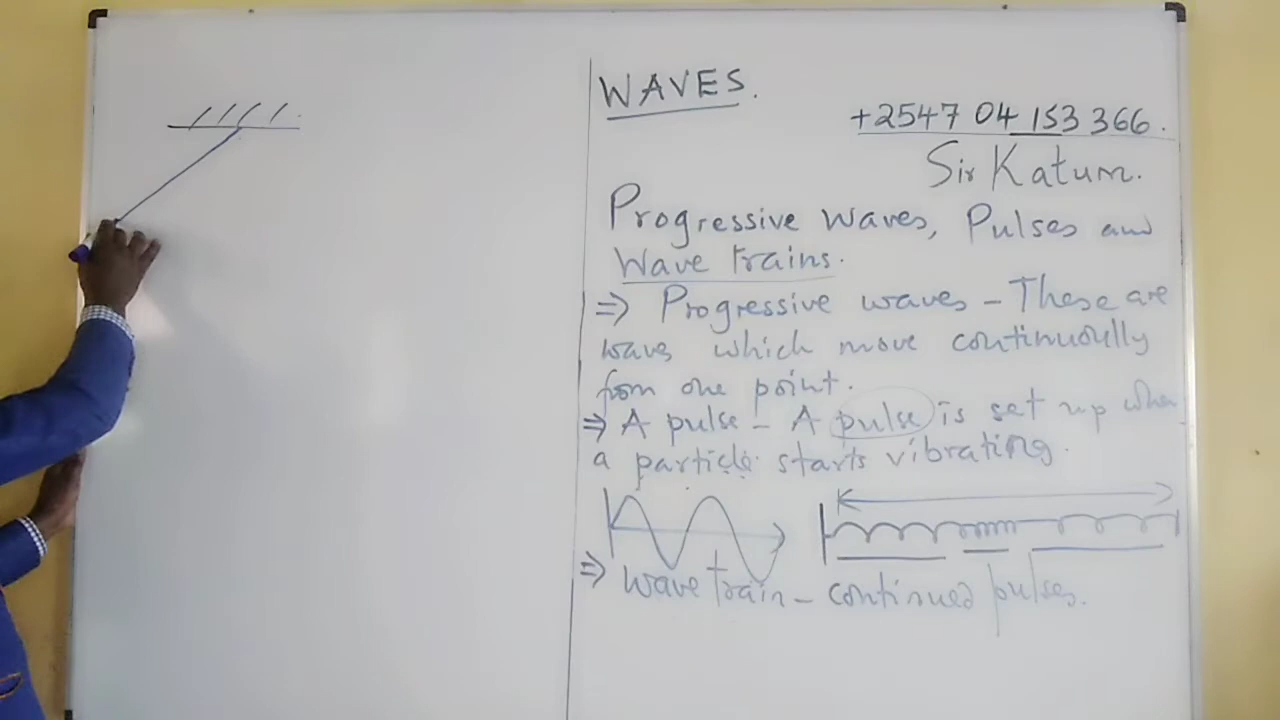 WAVES.
+2547 04 153 366.
Sir Katum.
Progressive waves, Pulses and
Wave trains.
⇒ Progressive waves - These are
waves which move continuously
from one point.
⇒ A pulse - A pulse is set up when
a particle starts vibrating.
⇒ Wave train - continued pulses.